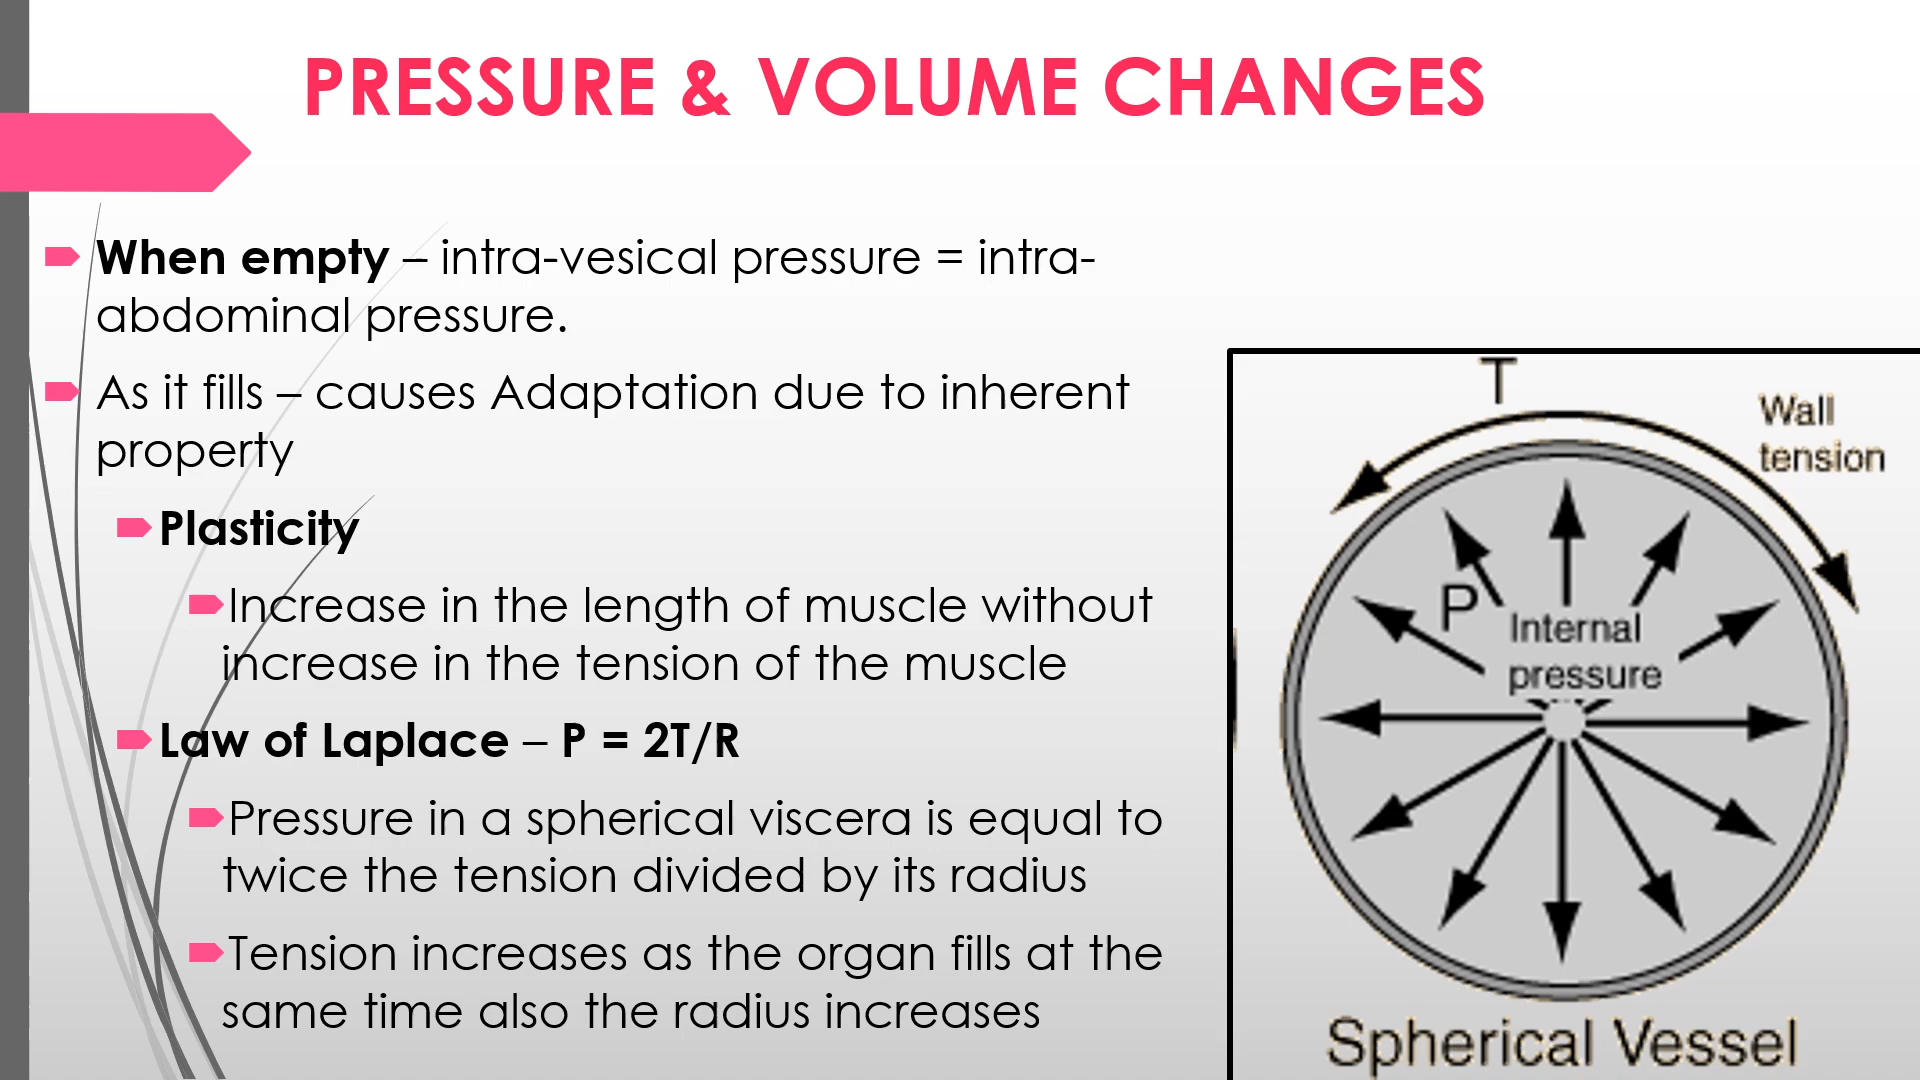 PRESSURE & VOLUME CHANGES
When empty – intra-vesical pressure = intra-
abdominal pressure.
As it fills – causes Adaptation due to inherent
property
Plasticity
Increase in the length of muscle without
increase in the tension of the muscle
Law of Laplace – P = 2T/R
Pressure in a spherical viscera is equal to
twice the tension divided by its radius
Tension increases as the organ fills at the
same time also the radius increases
T
Wall
tension
P
Internal
pressure
Spherical Vessel